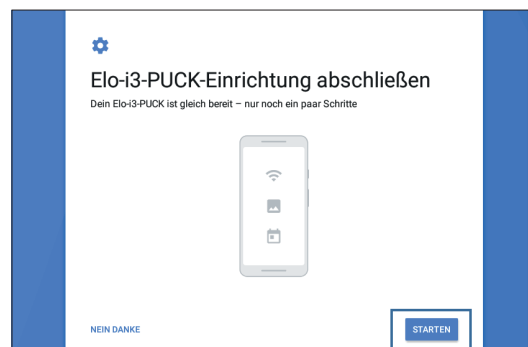 Elo-i3-PUCK-Einrichtung abschließen
Dein Elo-i3-PUCK ist gleich bereit – nur noch ein paar Schritte
NEIN DANKE
STARTEN